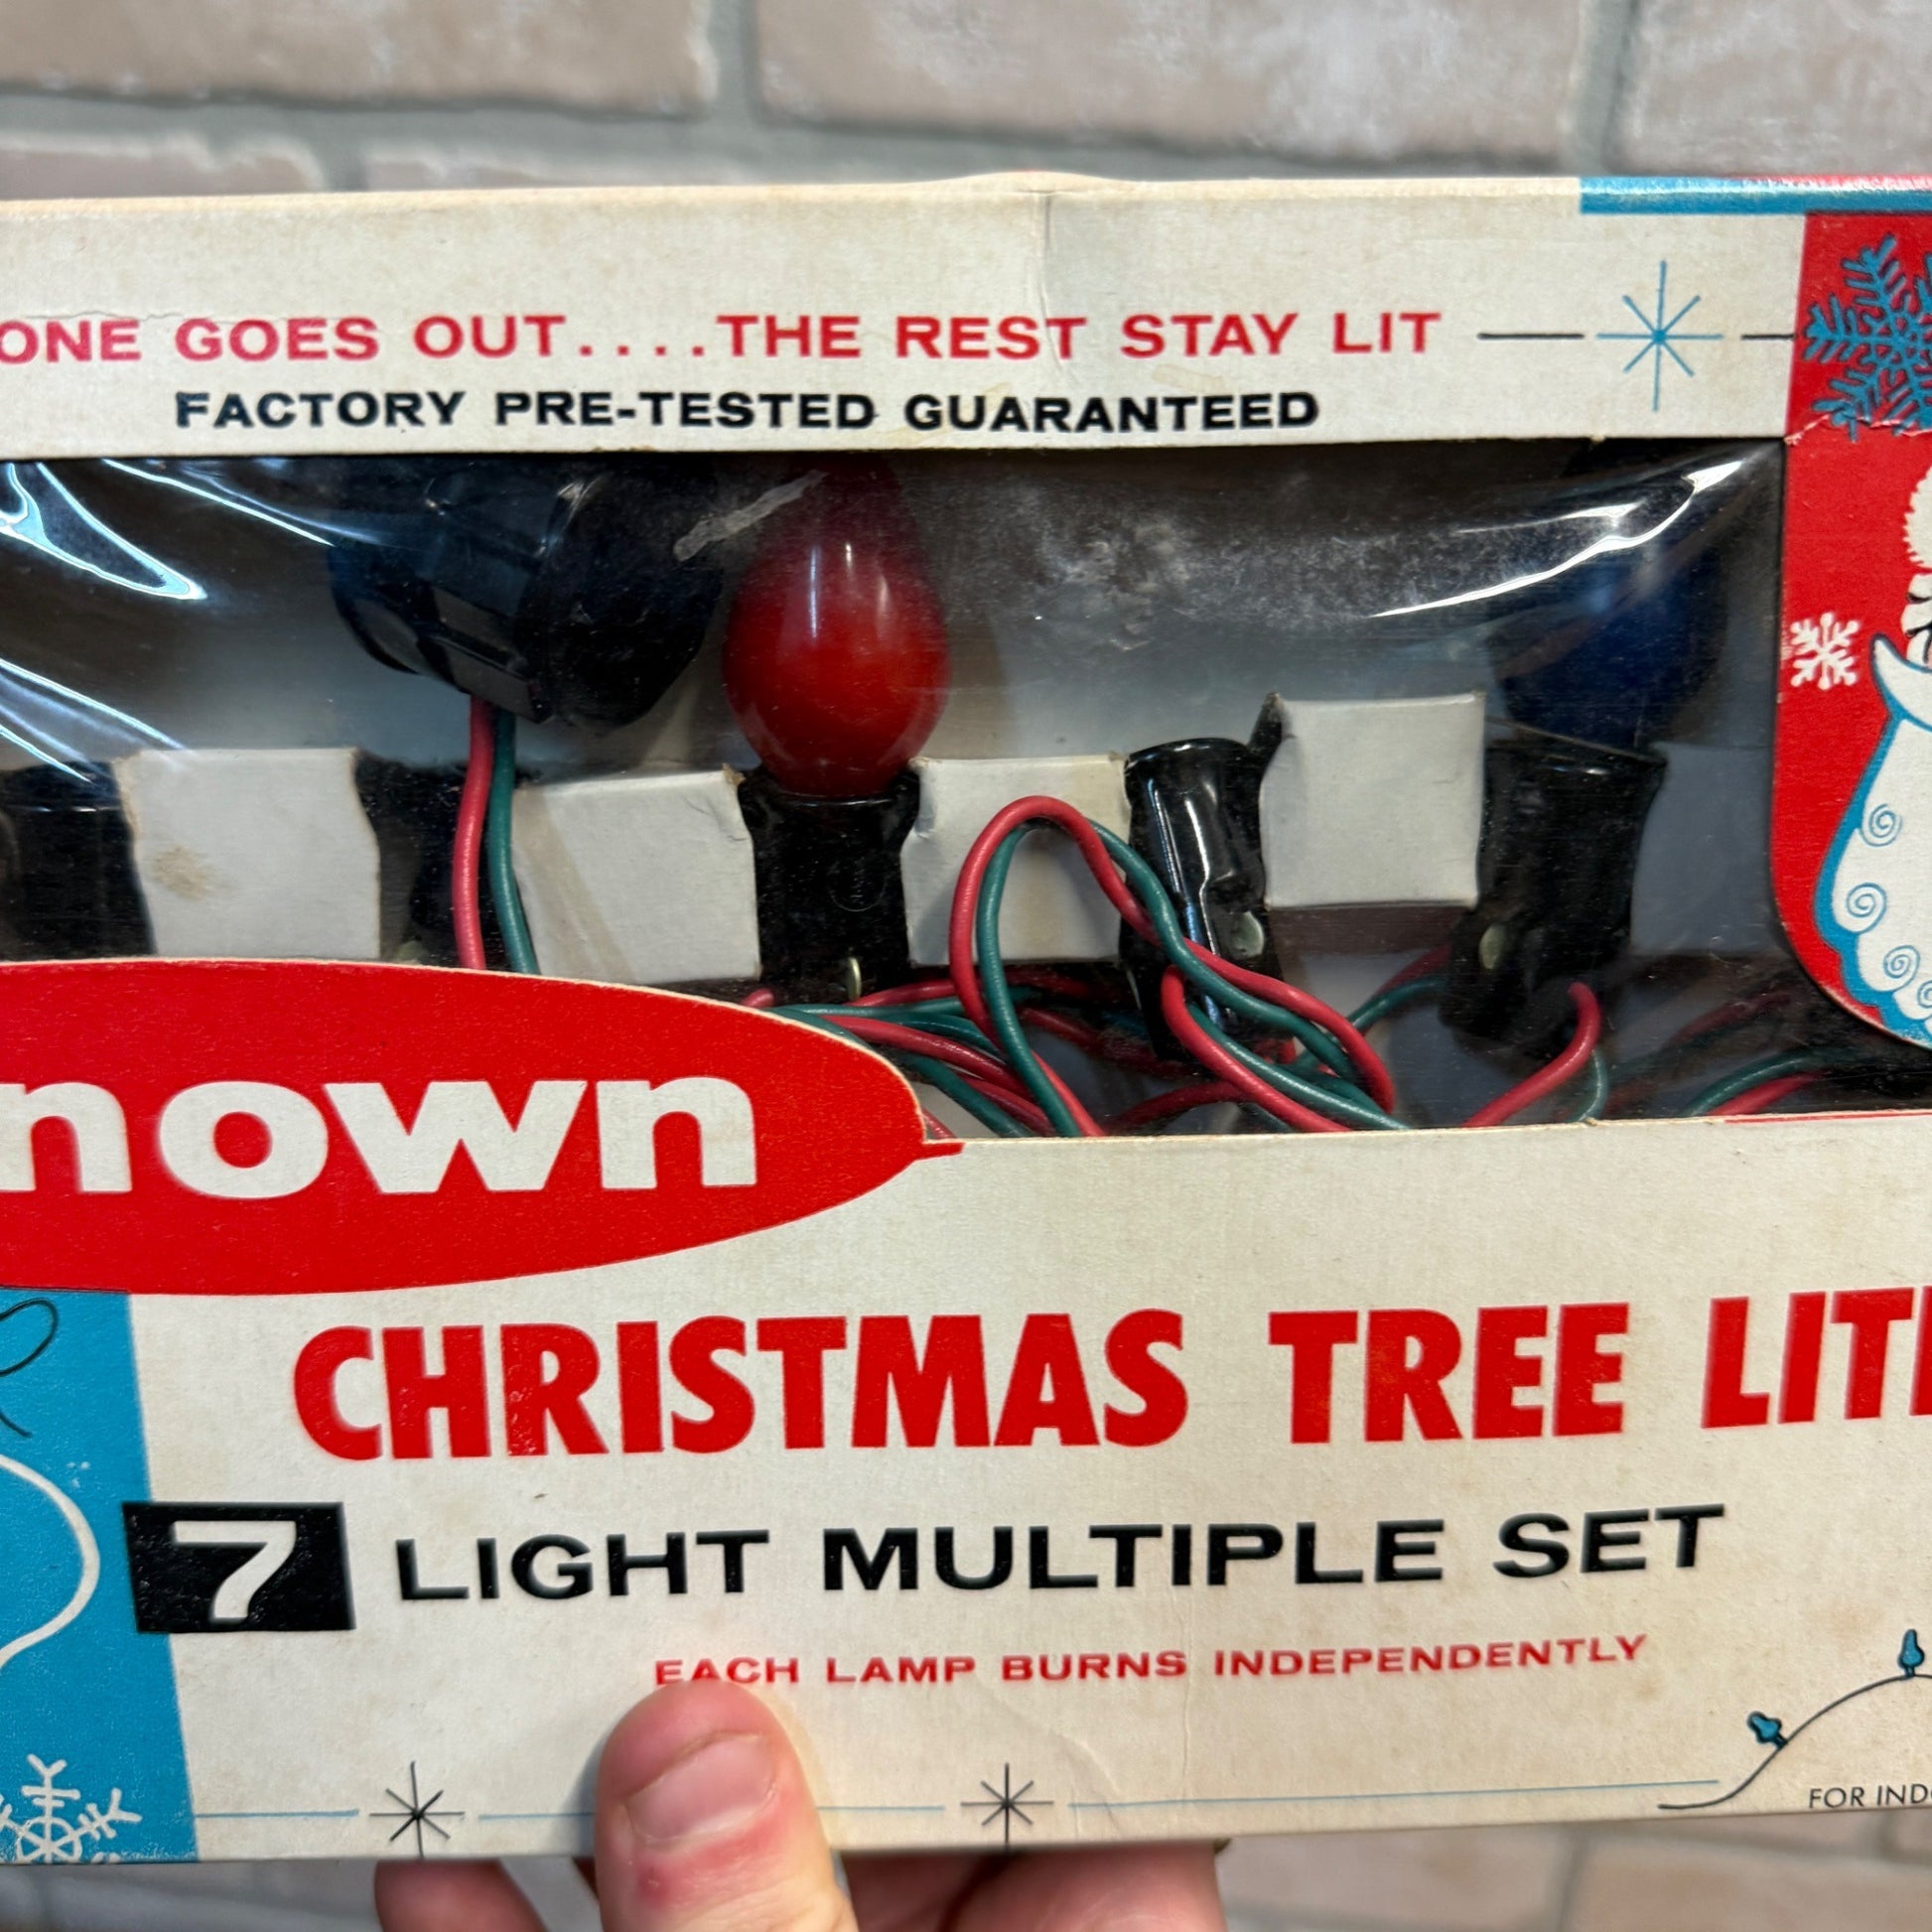 ONE GOES OUT....THE REST STAY LIT
FACTORY PRE-TESTED GUARANTEED
nown
CHRISTMAS TREE LIT
7 LIGHT MULTIPLE SET
EACH LAMP BURNS INDEPENDENTLY
FOR IND